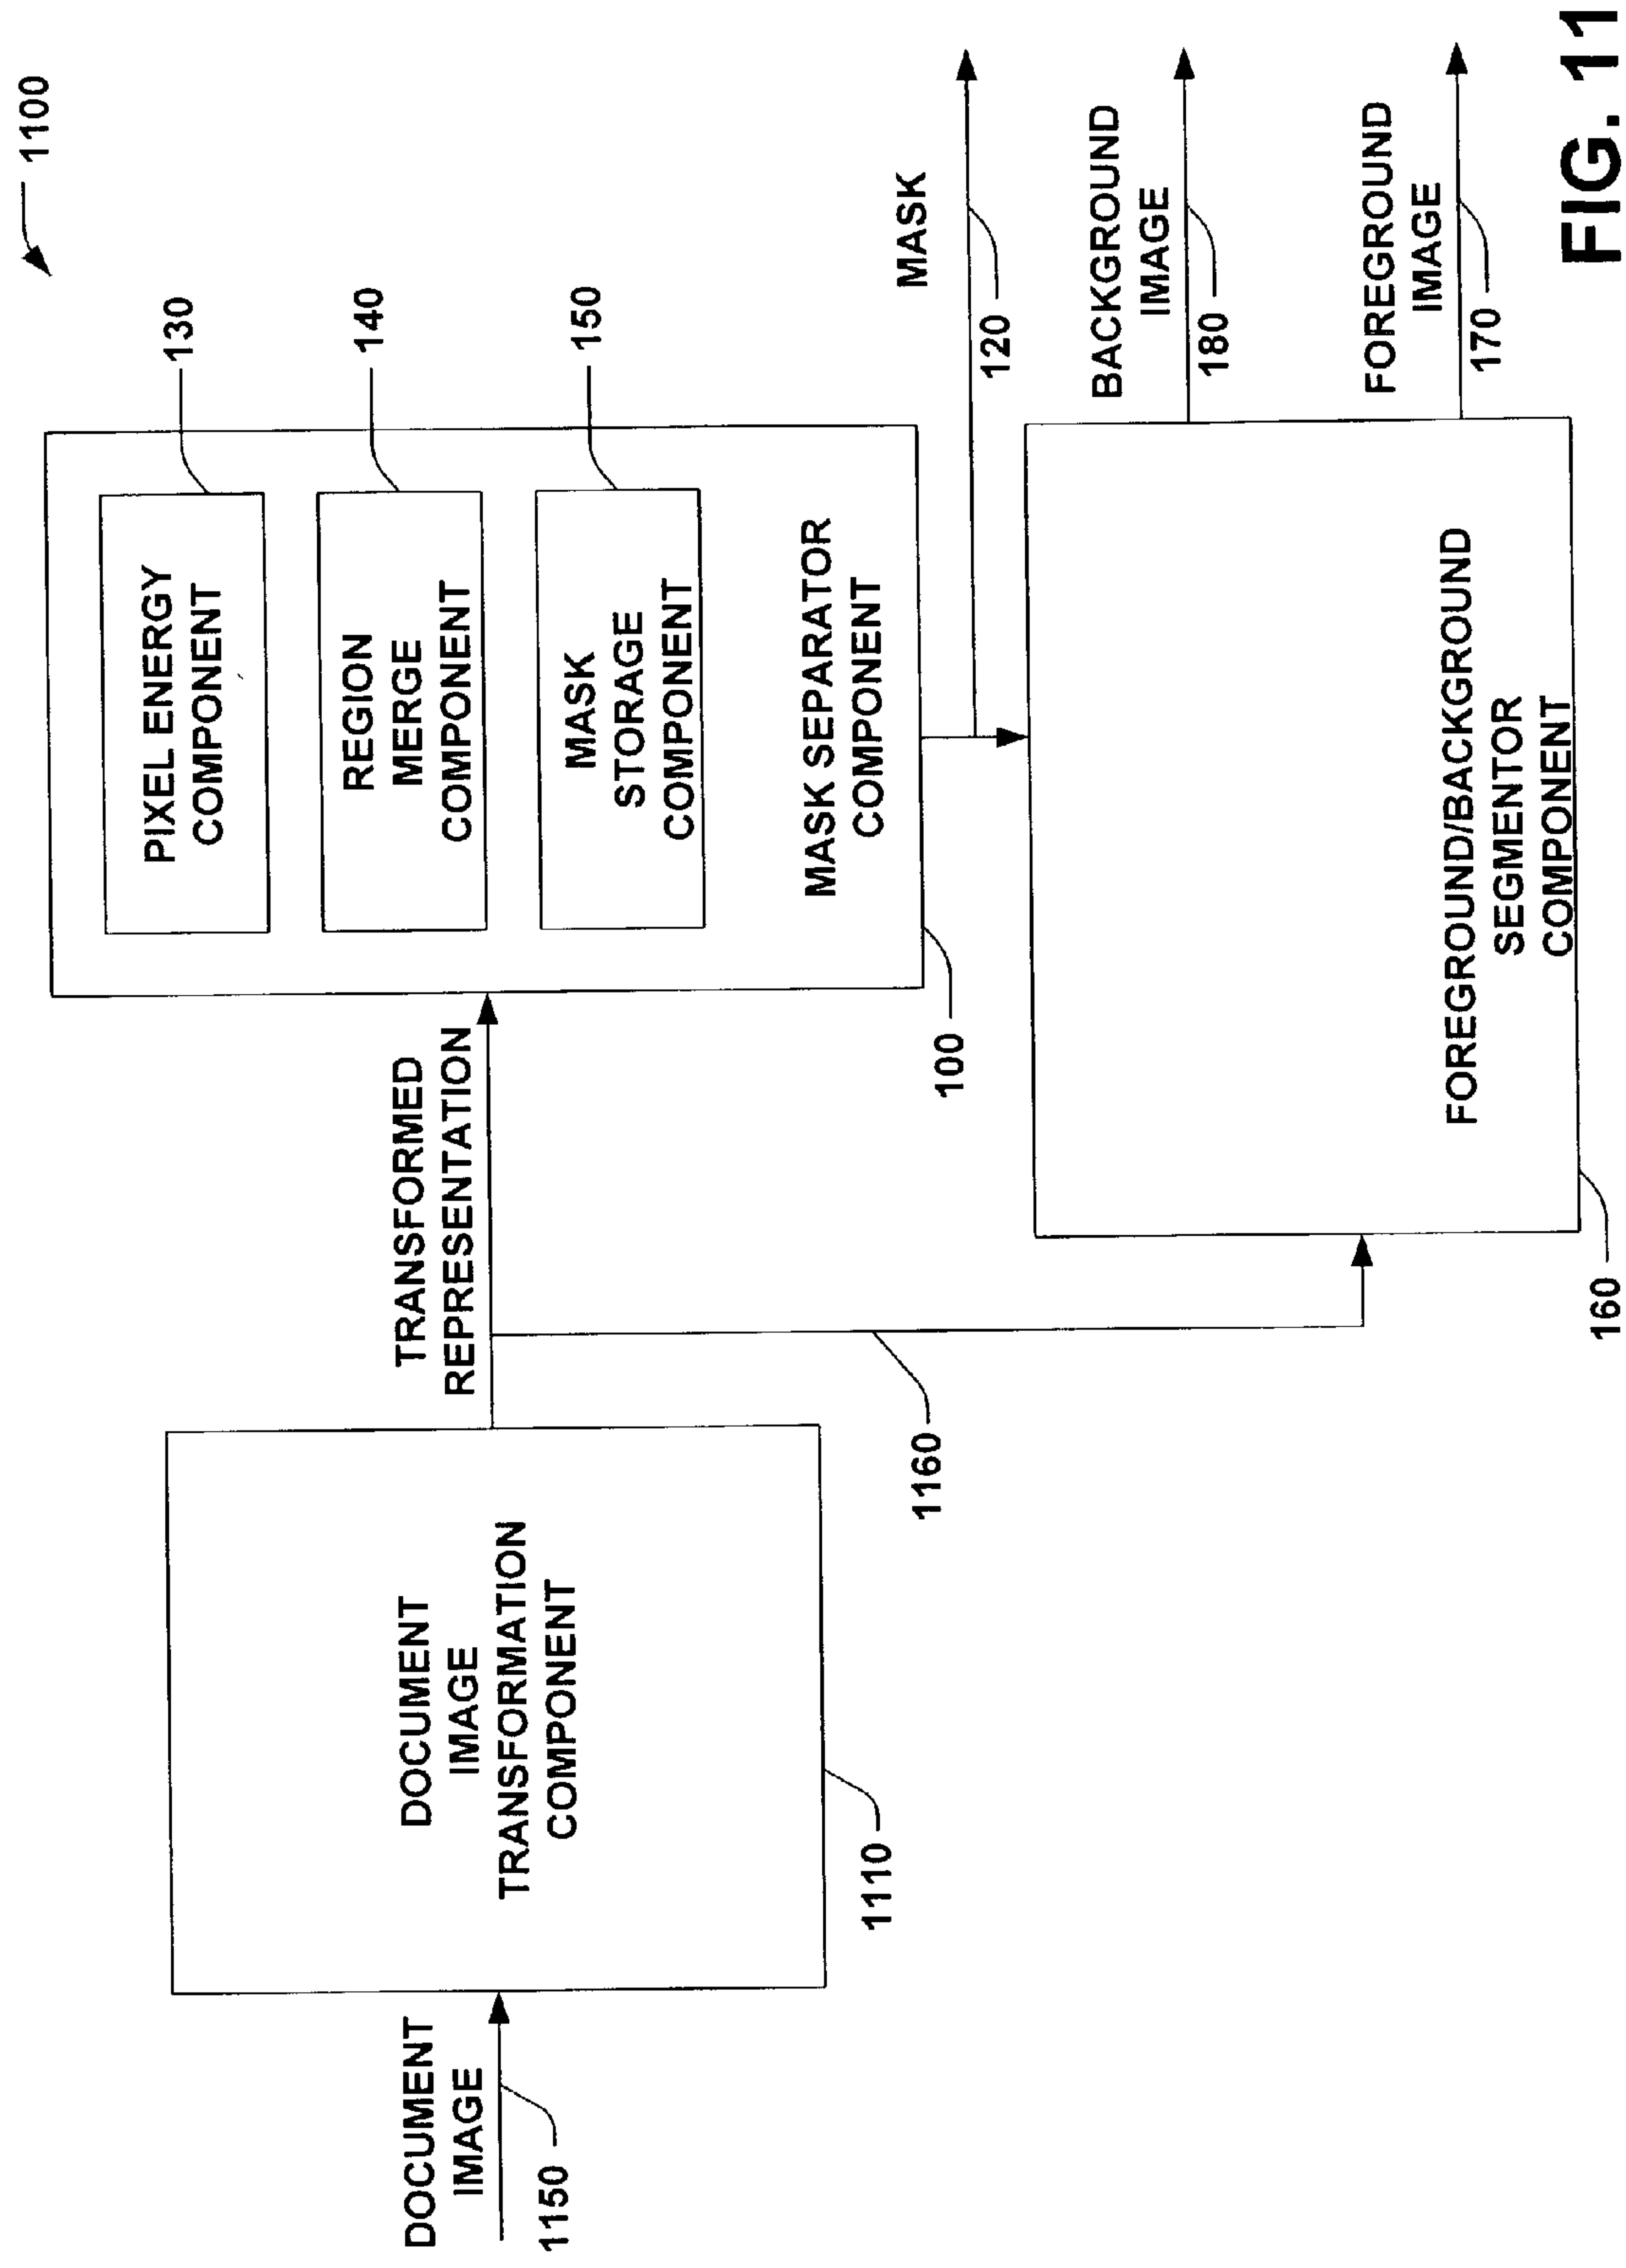 1100
DOCUMENT
IMAGE
1150
DOCUMENT
IMAGE
TRANSFORMATION
COMPONENT
1110
TRANSFORMED
REPRESENTATION
1160
PIXEL ENERGY
COMPONENT
130
REGION
MERGE
COMPONENT
140
MASK
STORAGE
COMPONENT
150
MASK SEPARATOR
COMPONENT
100
MASK
120
BACKGROUND
IMAGE
180
FOREGROUND
IMAGE
170
FOREGROUND/BACKGROUND
SEGMENTOR
COMPONENT
160
FIG. 11